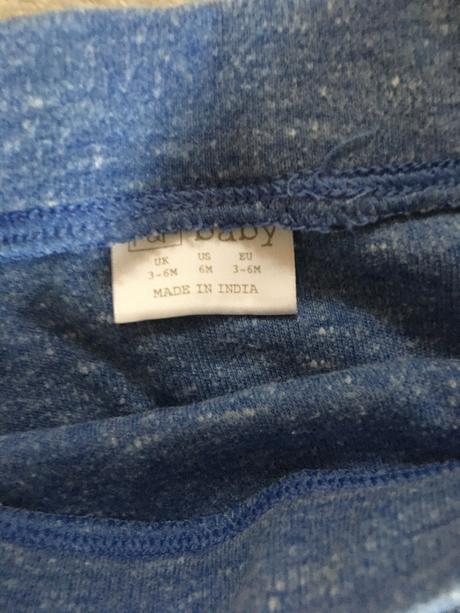 baby
UK US EU
3-6M 6M 3-6M
MADE IN INDIA